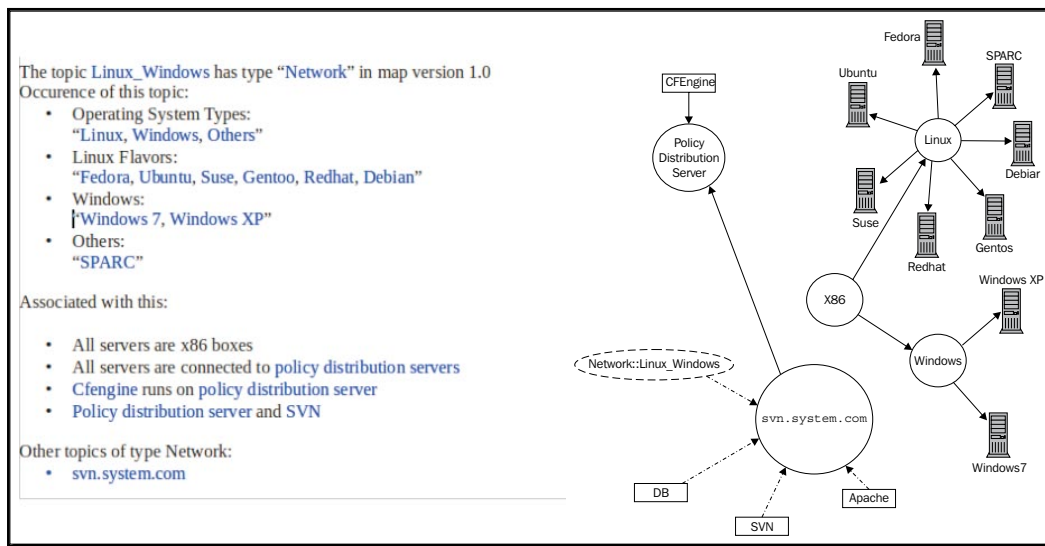 The topic Linux_Windows has type “Network” in map version 1.0
Occurence of this topic:
• Operating System Types:
“Linux, Windows, Others”
• Linux Flavors:
“Fedora, Ubuntu, Suse, Gentoo, Redhat, Debian”
• Windows:
“Windows 7, Windows XP”
• Others:
“SPARC”
Associated with this:
• All servers are x86 boxes
• All servers are connected to policy distribution servers
• Cfengine runs on policy distribution server
• Policy distribution server and SVN
Other topics of type Network:
• svn.system.com
CFEngine
Policy
Distribution
Server
Fedora
SPARC
Ubuntu
Linux
Debiar
Suse
Gentos
Redhat
X86
Windows XP
Windows
Windows7
Network::Linux_Windows
svn.system.com
DB
Apache
SVN